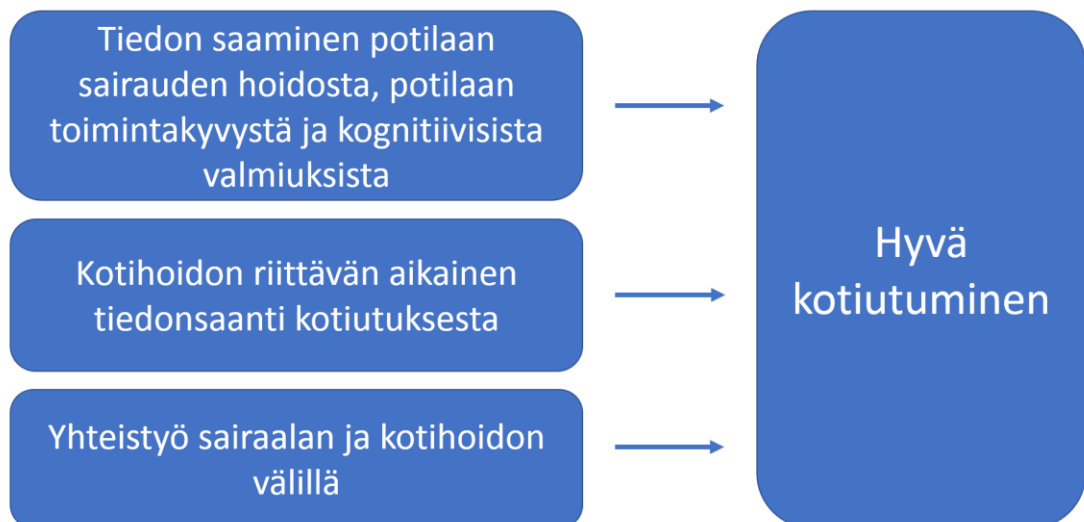 Tiedon saaminen potilaan
sairauden hoidosta, potilaan
toimintakyvystä ja kognitiivisista
valmiuksista
Kotihoidon riittävän aikainen
tiedonsaanti kotiutuksesta
Yhteistyö sairaalan ja kotihoidon
välillä
Hyvä
kotiutuminen